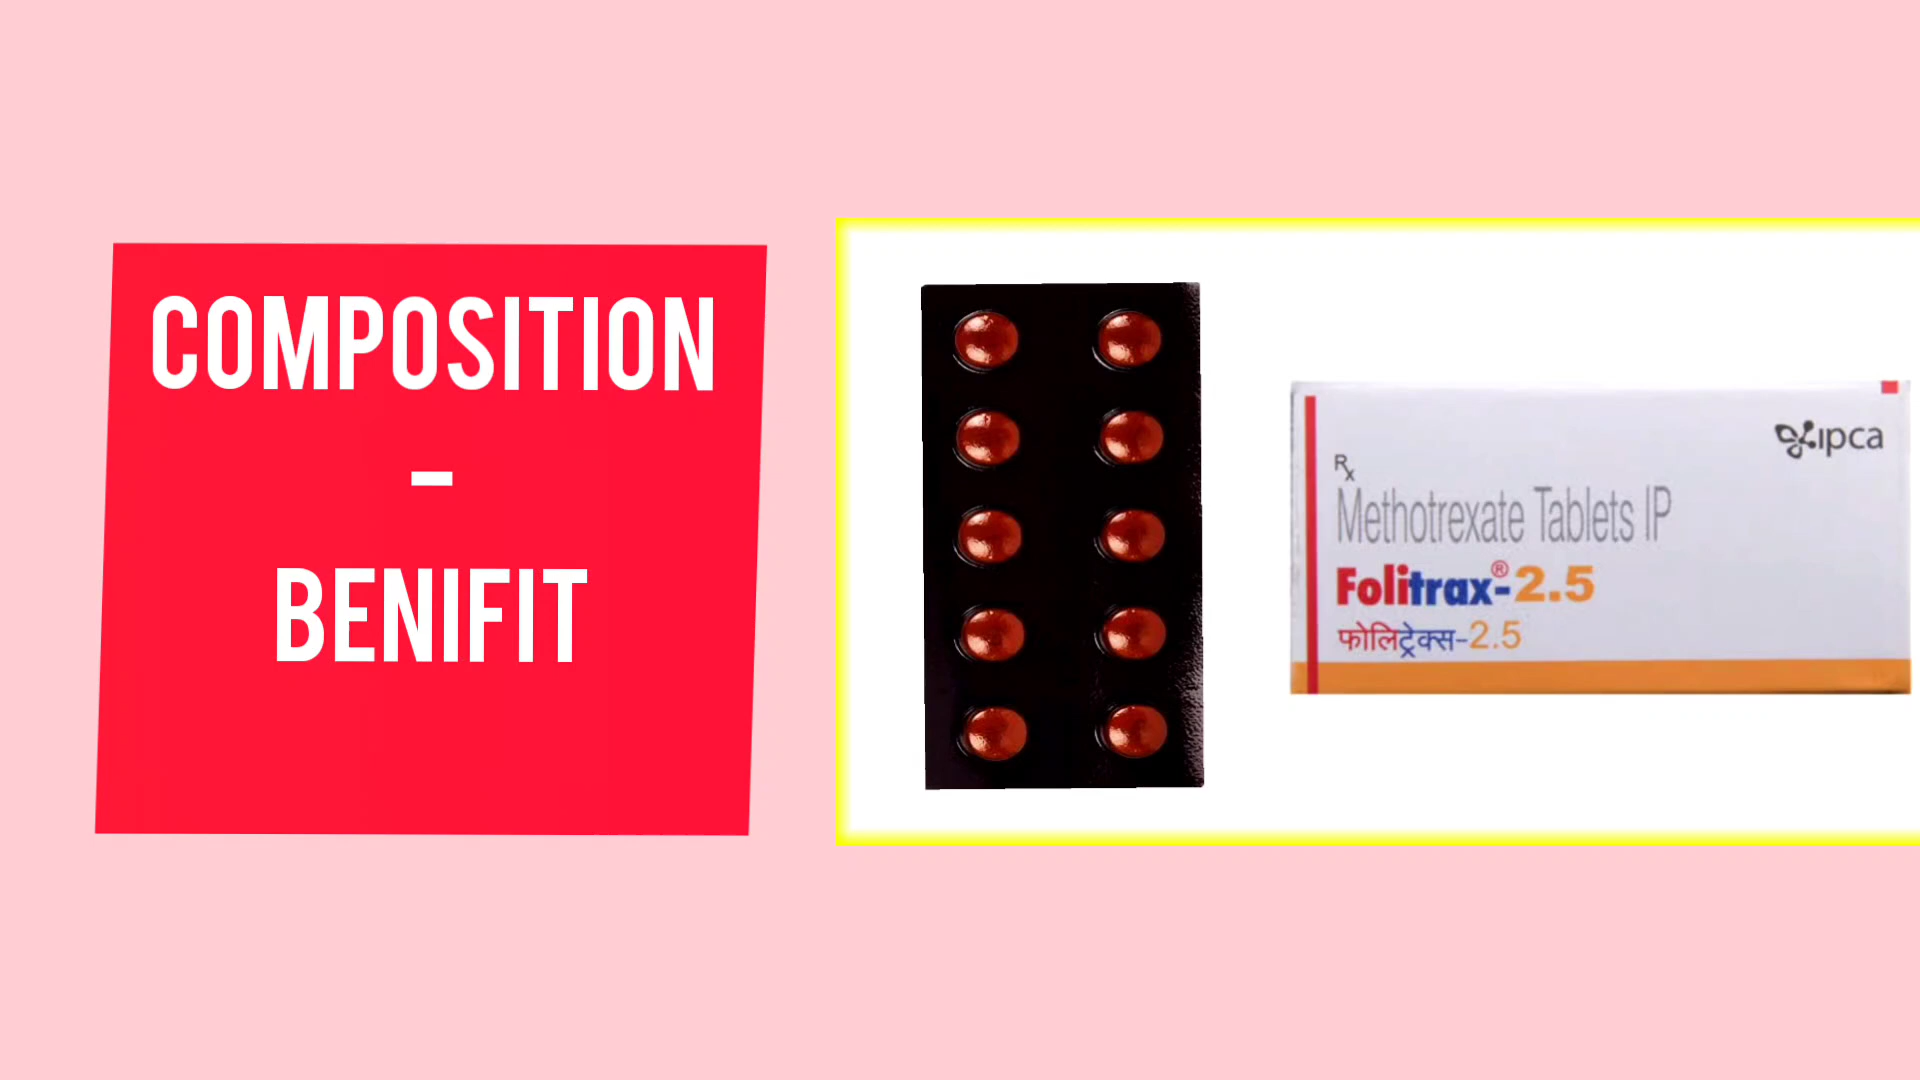 COMPOSITION
-
BENIFIT
ipca
Rx
Methotrexate Tablets IP
Folitrax®-2.5
फोलिट्रेक्स-2.5